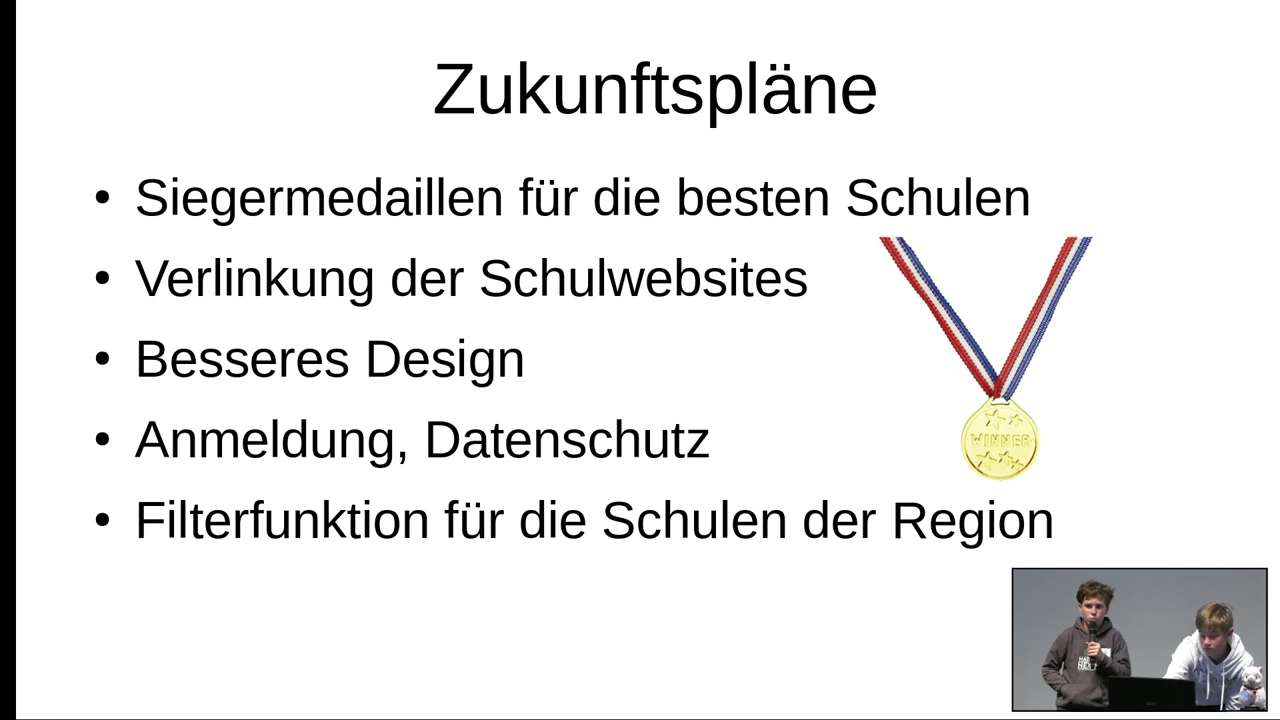 Zukunftspläne
• Siegermedaillen für die besten Schulen
• Verlinkung der Schulwebsites
• Besseres Design
• Anmeldung, Datenschutz
• Filterfunktion für die Schulen der Region
WINNER